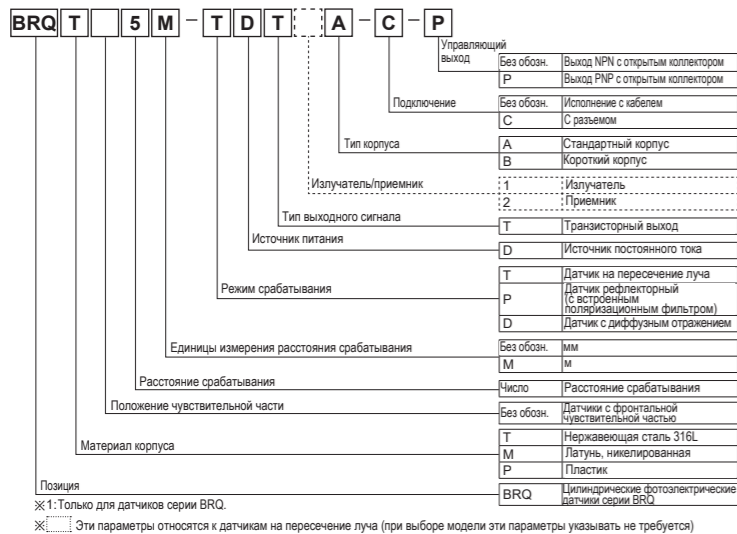 BRQ T 5 M - T D T A - C - P
Управляющий
выход
Без обозн. Выход NPN с открытым коллектором
P Выход PNP с открытым коллектором
Подключение
Без обозн. Исполнение с кабелем
C С разъемом
Тип корпуса
A Стандартный корпус
B Короткий корпус
Излучатель/приемник
1 Излучатель
2 Приемник
Тип выходного сигнала
T Транзисторный выход
Источник питания
D Источник постоянного тока
Режим срабатывания
T Датчик на пересечение луча
P Датчик рефлекторный
(с встроенным
поляризационным фильтром)
D Датчик с диффузным отражением
Единицы измерения расстояния срабатывания
Без обозн. мм
M м
Расстояние срабатывания
Число Расстояние срабатывания
Положение чувствительной части
Без обозн. Датчики с фронтальной
чувствительной частью
Материал корпуса
T Нержавеющая сталь 316L
M Латунь, никелированная
P Пластик
Позиция
BRQ Цилиндрические фотоэлектрические
датчики серии BRQ
※1:Только для датчиков серии BRQ.
※ Эти параметры относятся к датчикам на пересечение луча (при выборе модели эти параметры указывать не требуется)